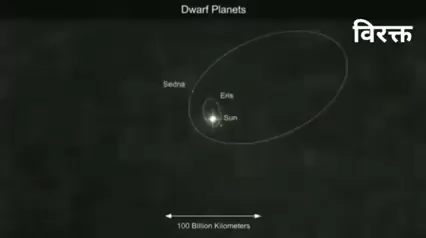 Dwarf Planets
विरक्त
Sedna
Eris
Sun
100 Billion Kilometers